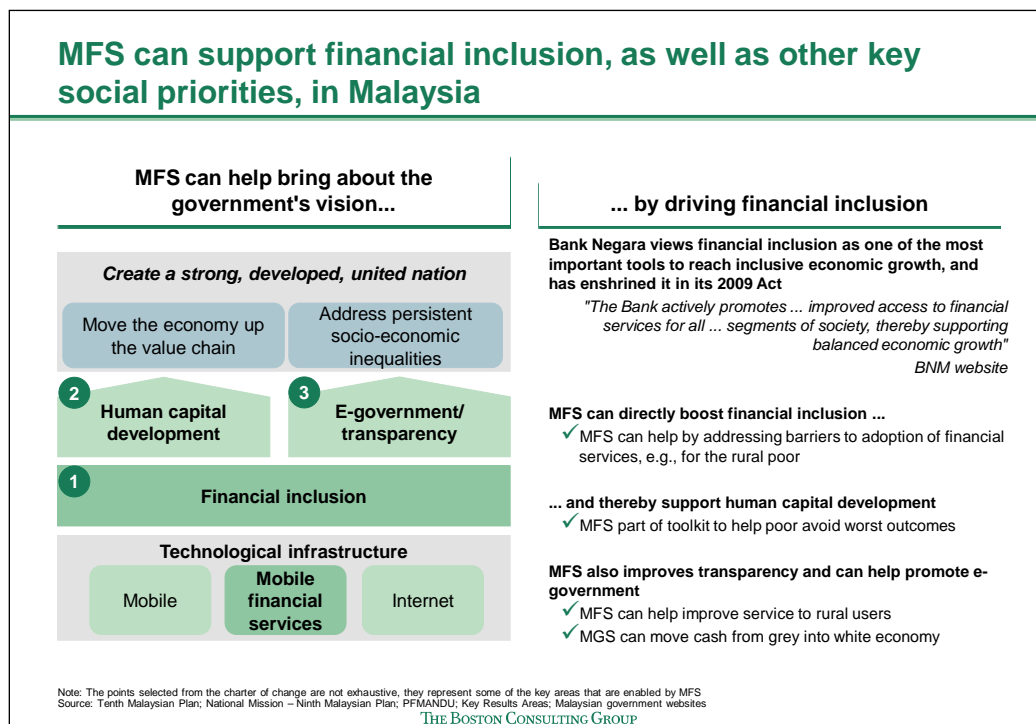 MFS can support financial inclusion, as well as other key
social priorities, in Malaysia
MFS can help bring about the
government's vision...
Create a strong, developed, united nation
Move the economy up
the value chain
Address persistent
socio-economic
inequalities
2
Human capital
development
3
E-government/
transparency
1
Financial inclusion
Technological infrastructure
Mobile
Mobile
financial
services
Internet
... by driving financial inclusion
Bank Negara views financial inclusion as one of the most
important tools to reach inclusive economic growth, and
has enshrined it in its 2009 Act
"The Bank actively promotes ... improved access to financial
services for all ... segments of society, thereby supporting
balanced economic growth"
BNM website
MFS can directly boost financial inclusion ...
✓MFS can help by addressing barriers to adoption of financial
services, e.g., for the rural poor
... and thereby support human capital development
✓MFS part of toolkit to help poor avoid worst outcomes
MFS also improves transparency and can help promote e-
government
✓MFS can help improve service to rural users
✓MGS can move cash from grey into white economy
Note: The points selected from the charter of change are not exhaustive, they represent some of the key areas that are enabled by MFS
Source: Tenth Malaysian Plan; National Mission – Ninth Malaysian Plan; PFMANDU; Key Results Areas; Malaysian government websites
THE BOSTON CONSULTING GROUP